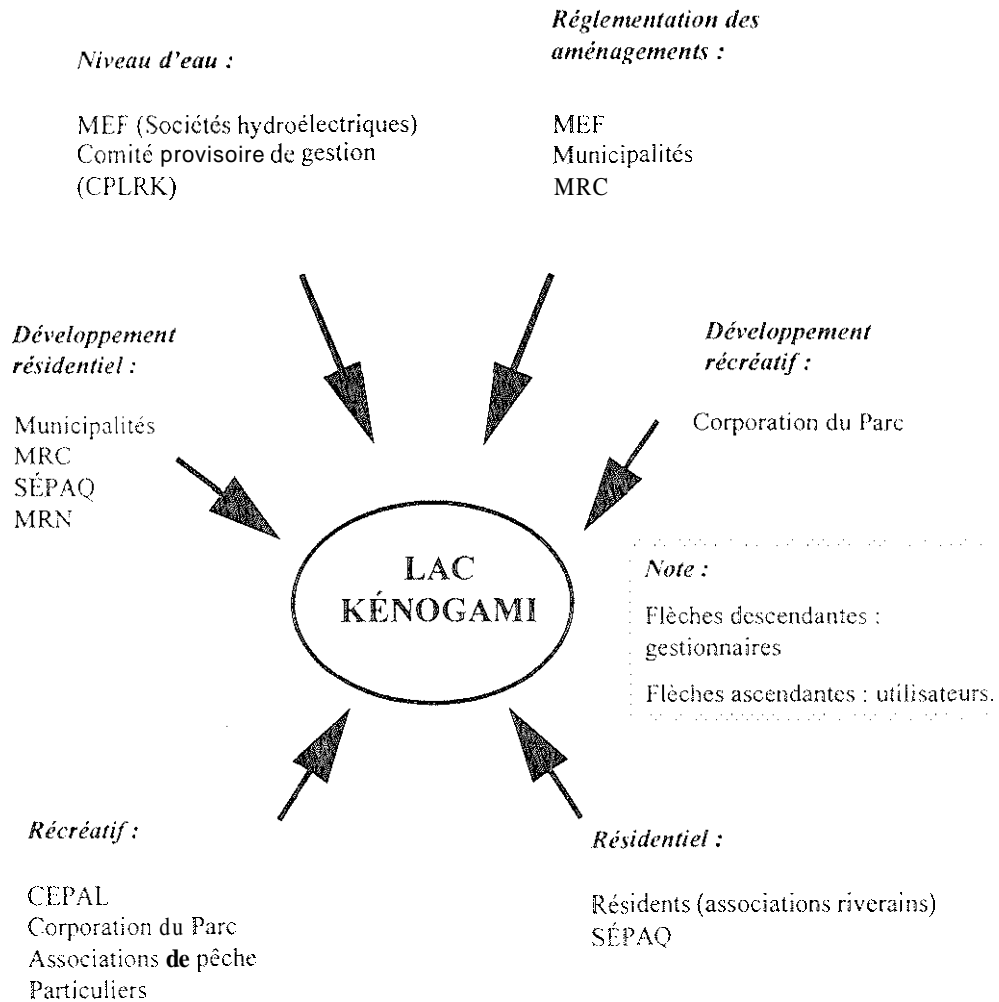 Niveau d'eau :
MEF (Sociétés hydroélectriques)
Comité provisoire de gestion
(CPLRK)
Réglementation des
aménagements :
MEF
Municipalités
MRC
Développement
résidentiel :
Municipalités
MRC
SÉPAQ
MRN
Développement
récréatif :
Corporation du Parc
LAC
KÉNOGAMI
Note :
Flèches descendantes :
gestionnaires
Flèches ascendantes : utilisateurs.
Récréatif :
CEPAL
Corporation du Parc
Associations de pêche
Particuliers
Résidentiel :
Résidents (associations riverains)
SÉPAQ